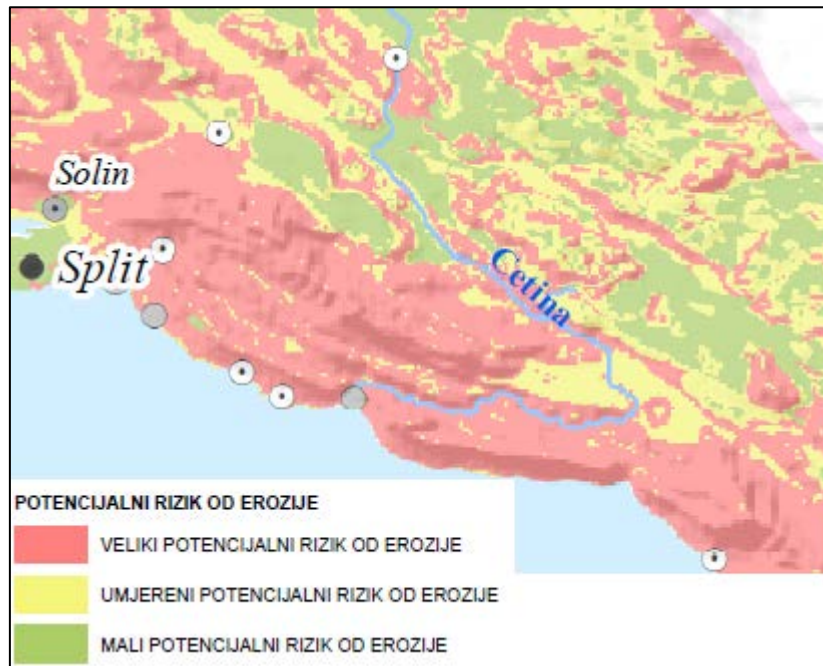 Solin
Split
Cetina
POTENCIJALNI RIZIK OD EROZIJE
VELIKI POTENCIJALNI RIZIK OD EROZIJE
UMJERENI POTENCIJALNI RIZIK OD EROZIJE
MALI POTENCIJALNI RIZIK OD EROZIJE